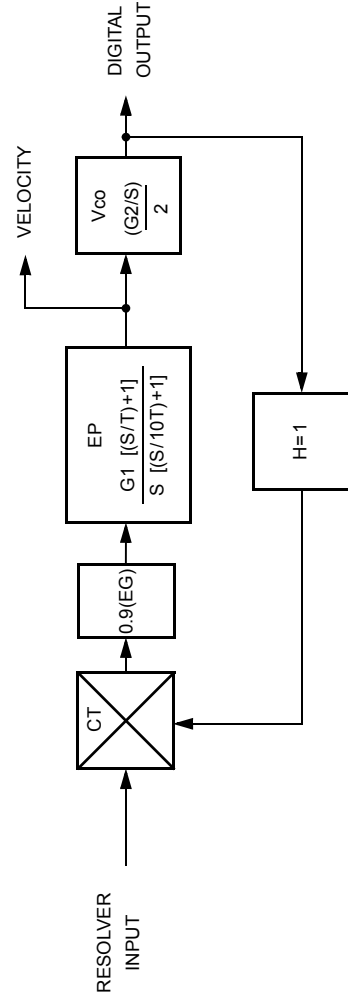 RESOLVER
INPUT
CT
0.9(EG)
EP
G1 [(S/T)+1]
S [(S/10T)+1]
VELOCITY
Vco
(G2/S)
2
DIGITAL
OUTPUT
H=1